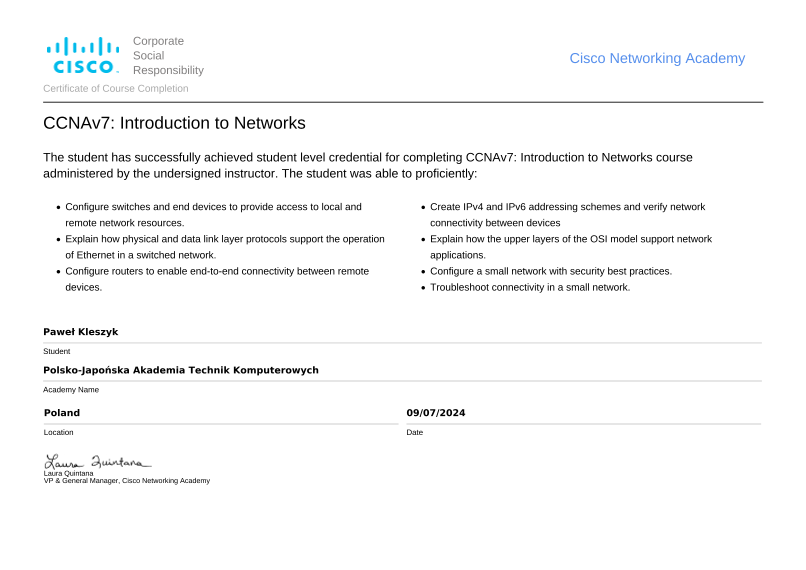 CISCO
Corporate
Social
Responsibility
Cisco Networking Academy
Certificate of Course Completion
CCNAv7: Introduction to Networks
The student has successfully achieved student level credential for completing CCNAv7: Introduction to Networks course
administered by the undersigned instructor. The student was able to proficiently:
• Configure switches and end devices to provide access to local and
remote network resources.
• Explain how physical and data link layer protocols support the operation
of Ethernet in a switched network.
• Configure routers to enable end-to-end connectivity between remote
devices.
• Create IPv4 and IPv6 addressing schemes and verify network
connectivity between devices
• Explain how the upper layers of the OSI model support network
applications.
• Configure a small network with security best practices.
• Troubleshoot connectivity in a small network.
Paweł Kleszyk
Student
Polsko-Japońska Akademia Technik Komputerowych
Academy Name
Poland
Location
09/07/2024
Date
Laura Quintana
Laura Quintana
VP & General Manager, Cisco Networking Academy